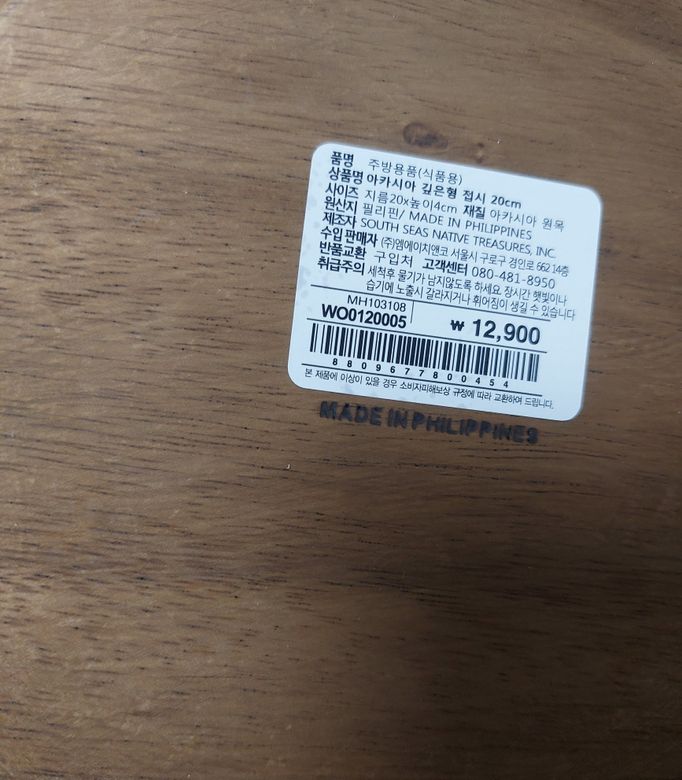 품명 주방용품(식품용)
상품명 아카시아 깊은형 접시 20cm
사이즈 지름20x높이4cm 재질 아카시아 원목
원산지 필리핀/ MADE IN PHILIPPINES
제조자 SOUTH SEAS NATIVE TREASURES, INC.
수입판매자 (주)엠에이치앤코 서울시 구로구 경인로 662 14층
반품교환 구입처 고객센터 080-481-8950
취급주의 세척후 물기가 남지않도록 하세요. 장시간 햇빛이나
습기에 노출시 갈라지거나 휘어짐이 생길 수 있습니다
MH103108
WO0120005 ₩ 12,900
8809677800454
본 제품에 이상이 있을 경우 소비자피해보상 규정에 따라 교환하여 드립니다.
MADE IN PHILIPPINES